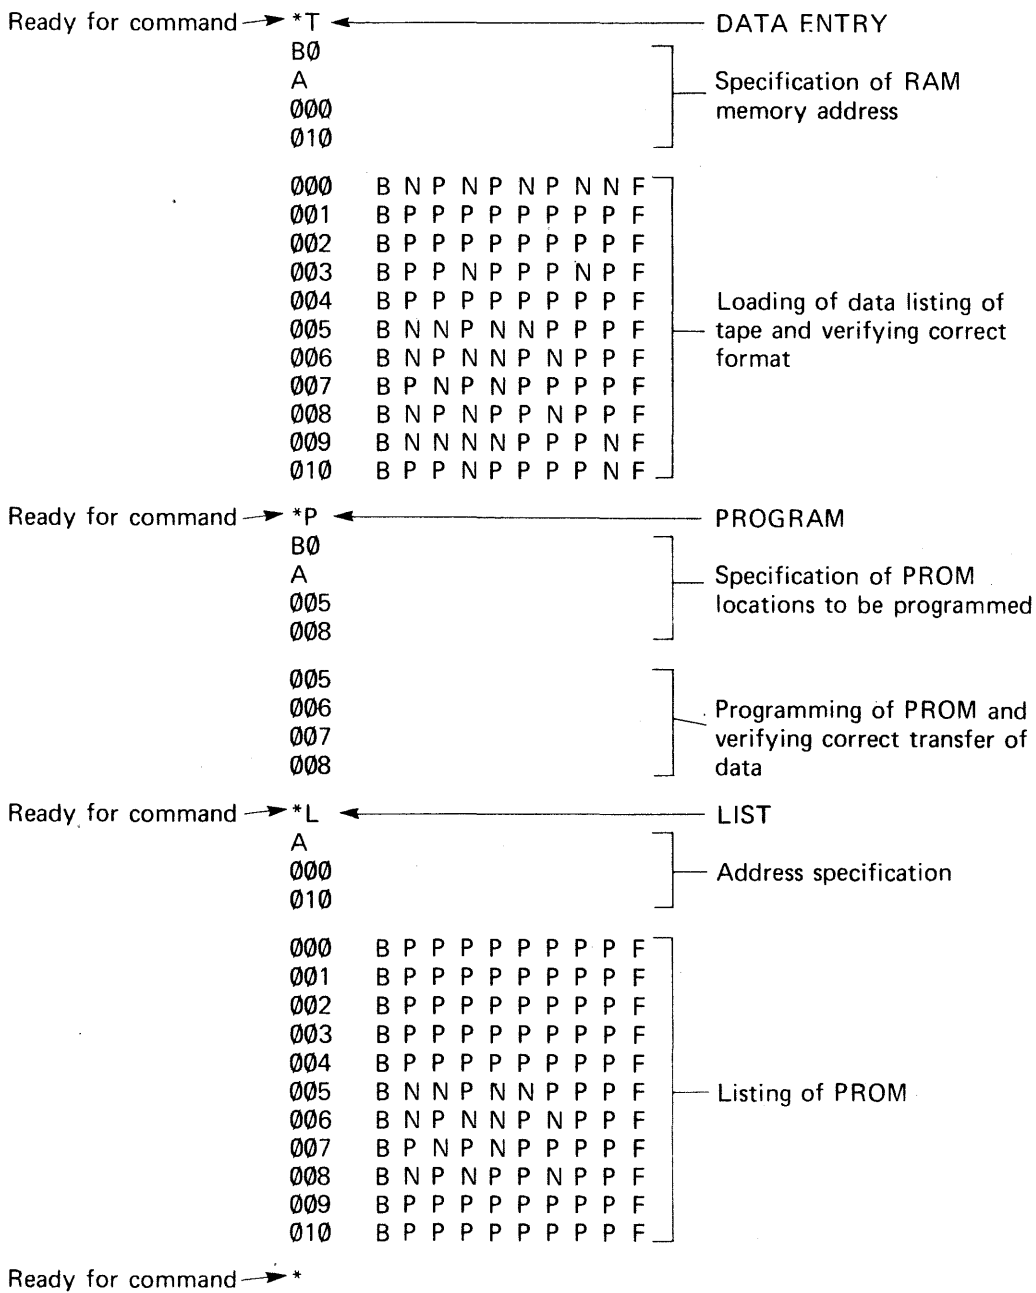 Ready for command *T DATA ENTRY
BØ
A
Specification of RAM
memory address
ØØØ
Ø1Ø
ØØØ B N P N P N P N N F
ØØ1 B P P P P P P P P F
ØØ2 B P P P P P P P P F
ØØ3 B P P N P P P N P F
ØØ4 B P P P P P P P P F
ØØ5 B N N P N N P P P F
ØØ6 B N P N N P N P P F
ØØ7 B P N P N P P P P F
ØØ8 B N P N P P N P P F
ØØ9 B N N N N P P P N F
Ø1Ø B P P N P P P P N F
Loading of data listing of
tape and verifying correct
format
Ready for command *P PROGRAM
BØ
A
ØØ5
ØØ8
Specification of PROM
locations to be programmed
ØØ5
ØØ6
ØØ7
ØØ8
Programming of PROM and
verifying correct transfer of
data
Ready for command *L LIST
A
ØØØ
Ø1Ø
Address specification
ØØØ B P P P P P P P P F
ØØ1 B P P P P P P P P F
ØØ2 B P P P P P P P P F
ØØ3 B P P P P P P P P F
ØØ4 B P P P P P P P P F
ØØ5 B N N P N N P P P F
ØØ6 B N P N N P N P P F
ØØ7 B P N P N P P P P F
ØØ8 B N P N P P N P P F
ØØ9 B P P P P P P P P F
Ø1Ø B P P P P P P P P F
Listing of PROM
Ready for command *